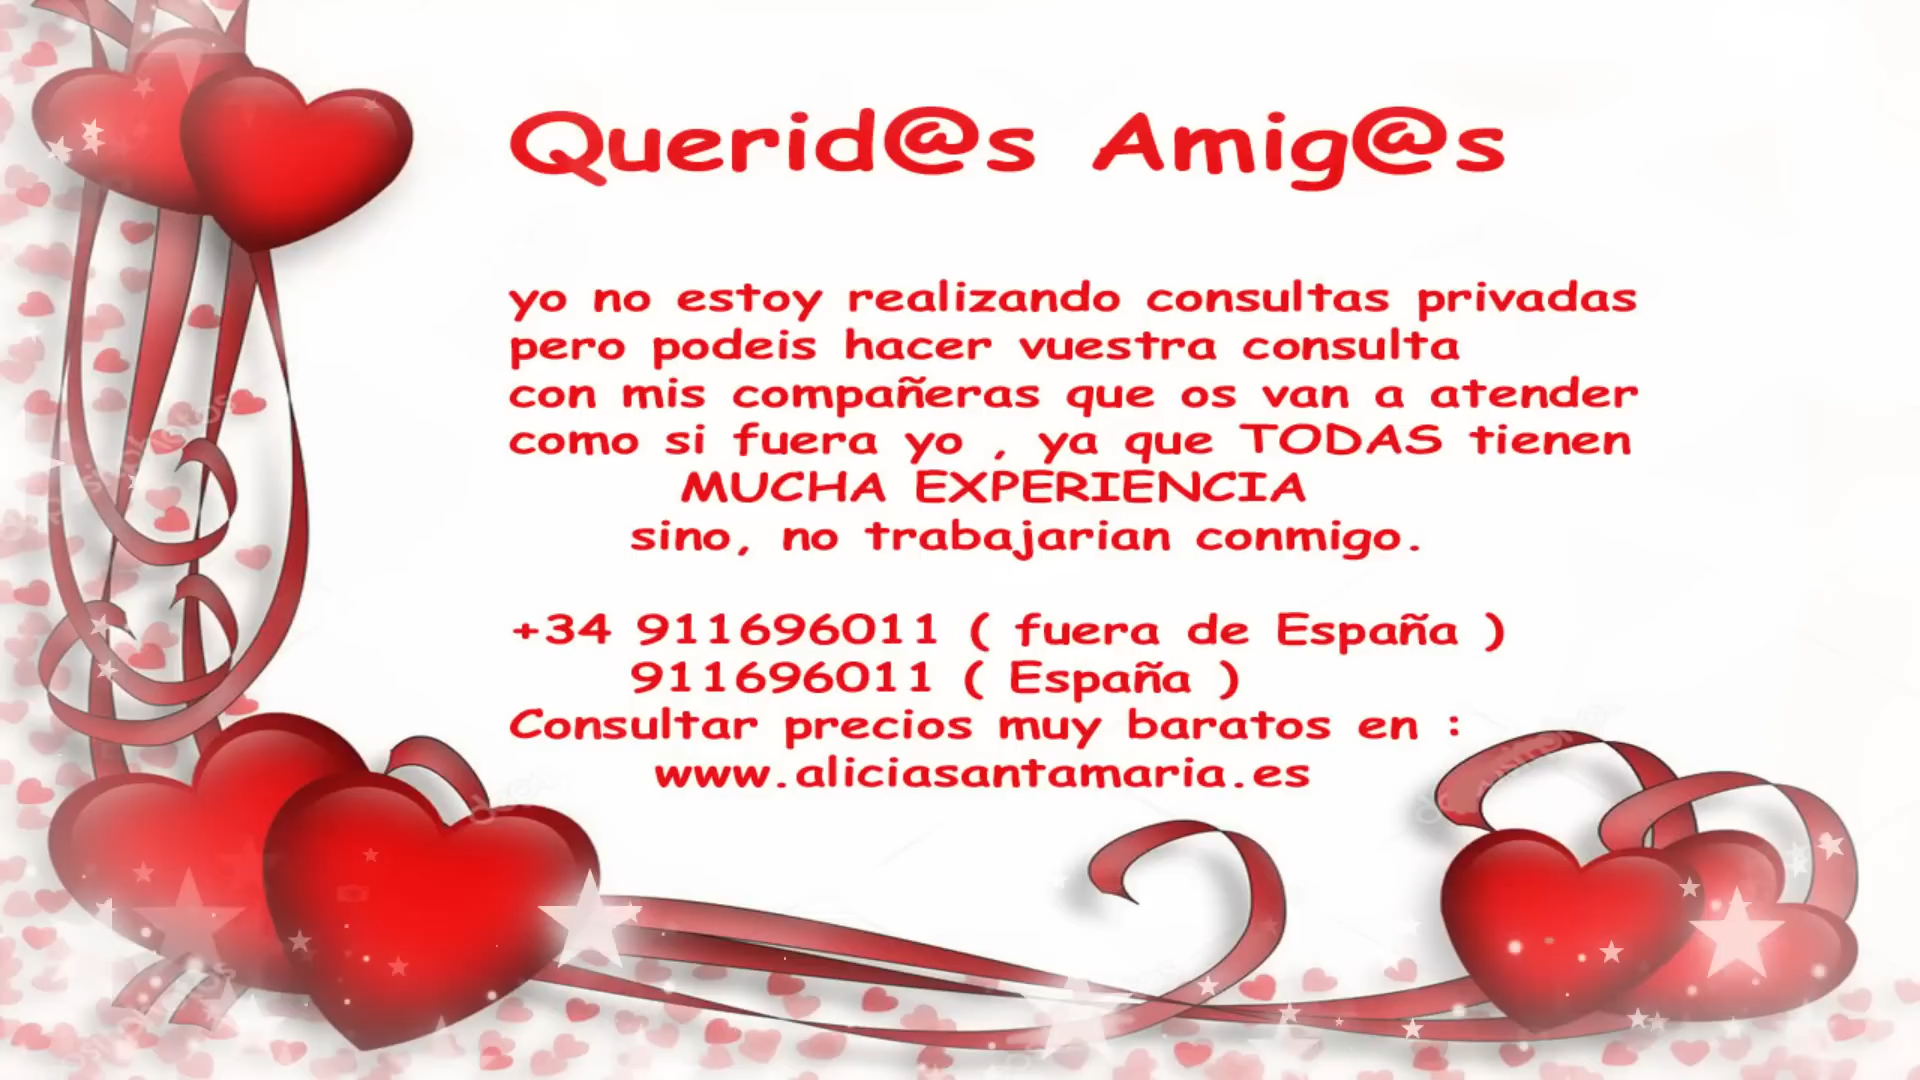 Querid@s Amig@s
yo no estoy realizando consultas privadas
pero podeis hacer vuestra consulta
con mis compañeras que os van a atender
como si fuera yo , ya que TODAS tienen
MUCHA EXPERIENCIA
sino, no trabajarian conmigo.
+34 911696011 ( fuera de España )
911696011 ( España )
Consultar precios muy baratos en :
www.aliciasantamaria.es